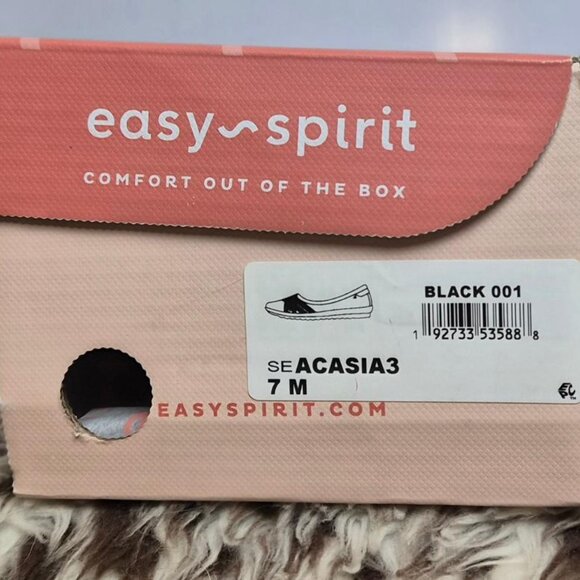 easy~spirit
COMFORT OUT OF THE BOX
BLACK 001
1 92733 53588 8
SE ACASIA3
7 M
EASYSPIRIT.COM